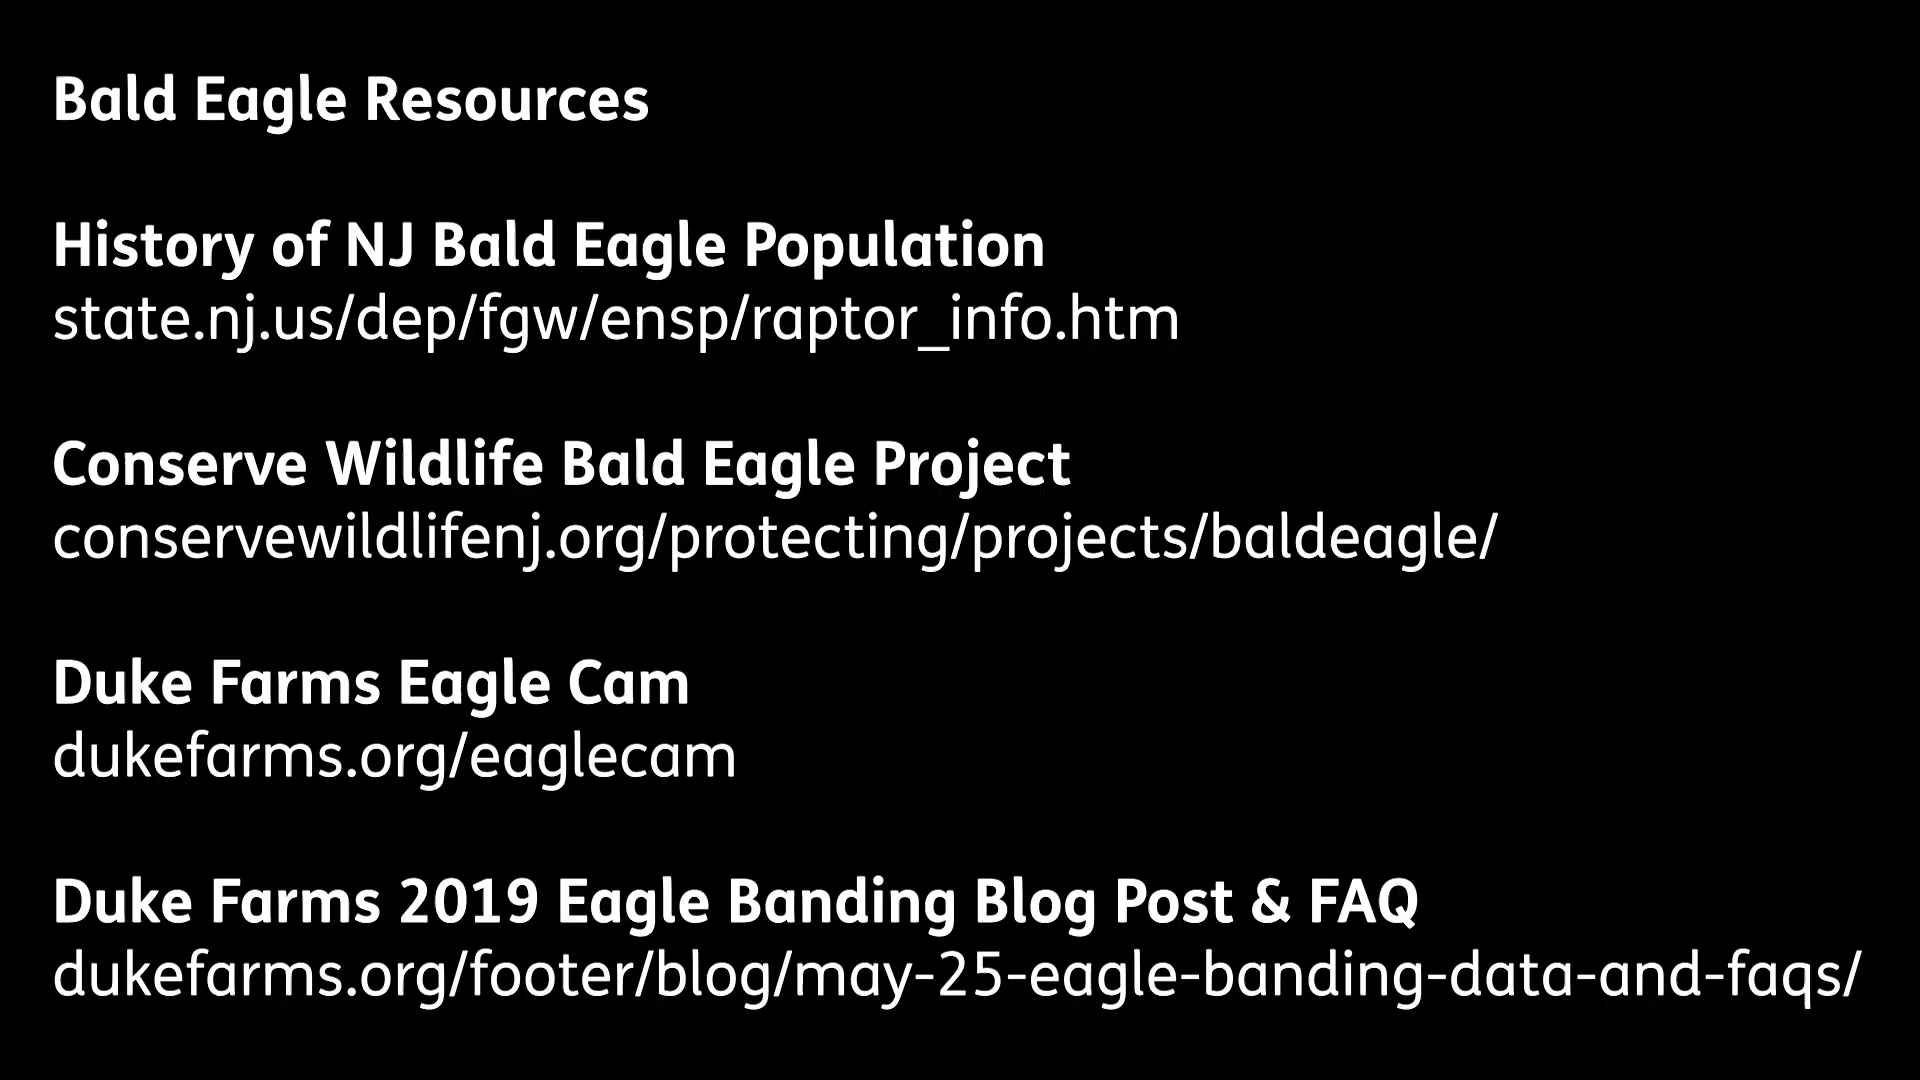 Bald Eagle Resources
History of NJ Bald Eagle Population
state.nj.us/dep/fgw/ensp/raptor_info.htm
Conserve Wildlife Bald Eagle Project
conservewildlifenj.org/protecting/projects/baldeagle/
Duke Farms Eagle Cam
dukefarms.org/eaglecam
Duke Farms 2019 Eagle Banding Blog Post & FAQ
dukefarms.org/footer/blog/may-25-eagle-banding-data-and-faqs/